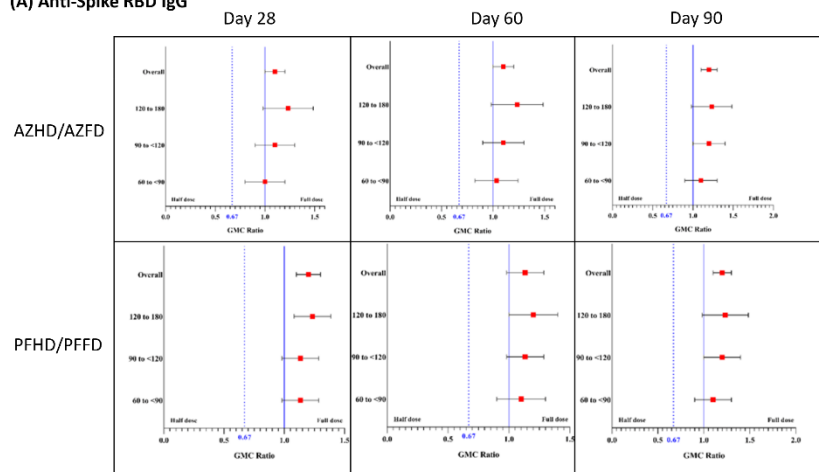 (A) Anti-Spike RBD IgG
Day 28 Day 60 Day 90
AZHD/AZFD
Overall
120 to 180
90 to <120
60 to <90
Half dose Full dose
0.0 0.5 0.67 1.0 1.5
GMC Ratio
Overall
120 to 180
90 to <120
60 to <90
Half dose Full dose
0.0 0.5 0.67 1.0 1.5
GMC Ratio
Overall
120 to 180
90 to <120
60 to <90
Half dose Full dose
0.0 0.5 0.67 1.0 1.5 2.0
GMC Ratio
PFHD/PFFD
Overall
120 to 180
90 to <120
60 to <90
Half dose Full dose
0.0 0.5 0.67 1.0 1.5
GMC Ratio
Overall
120 to 180
90 to <120
60 to <90
Half dose Full dose
0.0 0.5 0.67 1.0 1.5
GMC Ratio
Overall
120 to 180
90 to <120
60 to <90
Half dose Full dose
0.0 0.5 0.67 1.0 1.5 2.0
GMC Ratio